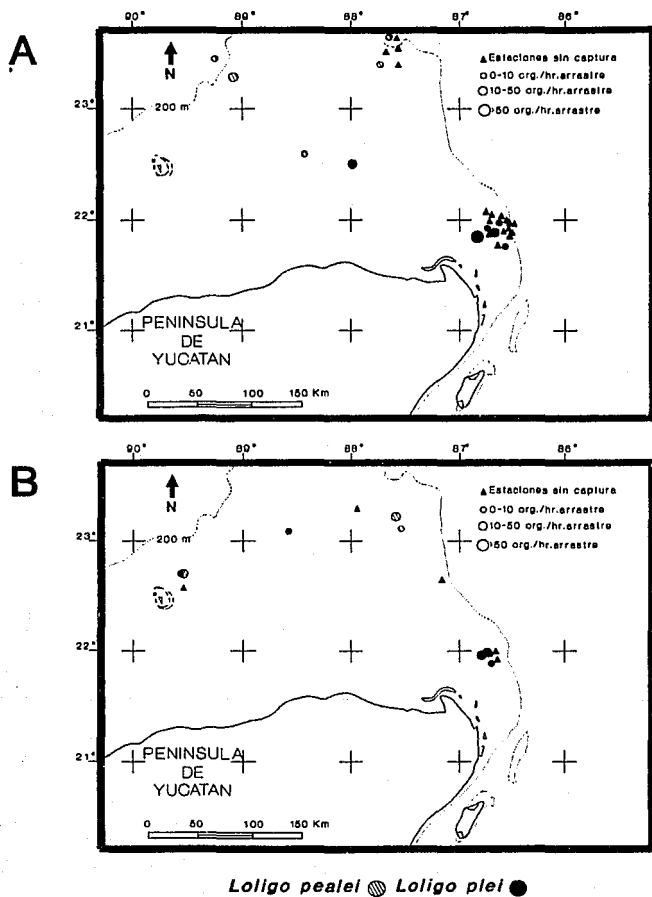 A
90° 89° 88° 87° 86°
▲ Estaciones sin captura
0-10 org./hr.arrastre
10-50 org./hr.arrastre
>50 org./hr.arrastre
N
23°
200 m
22°
21°
PENINSULA
DE
YUCATAN
0 50 100 150 Km
B
90° 89° 88° 87° 86°
▲ Estaciones sin captura
0-10 org./hr.arrastre
10-50 org./hr.arrastre
>50 org./hr.arrastre
N
23°
200 m
22°
21°
PENINSULA
DE
YUCATAN
0 50 100 150 Km
Loligo pealei Loligo plei